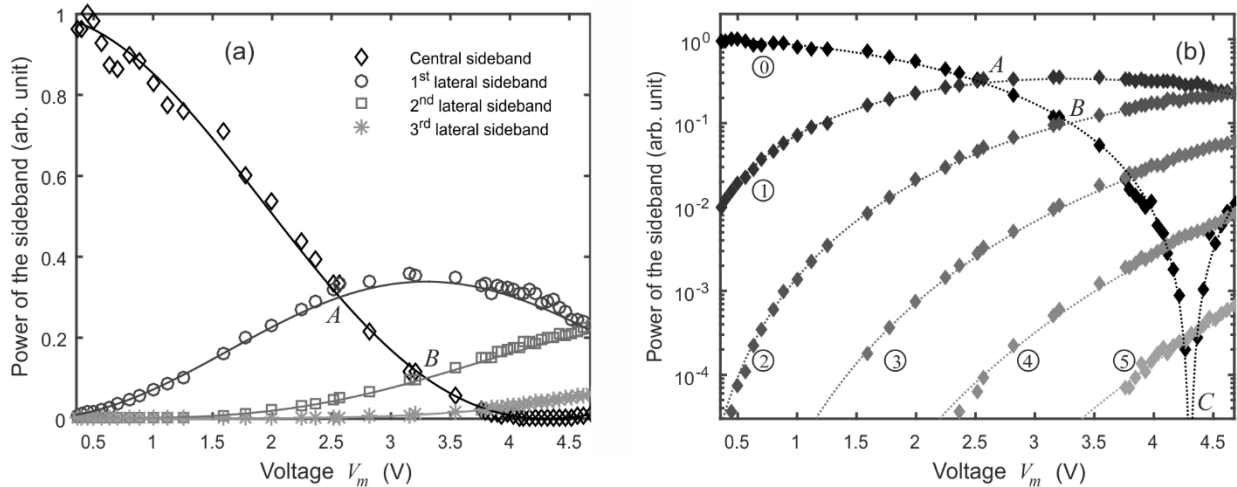 (a)
Central sideband
1st lateral sideband
2nd lateral sideband
3rd lateral sideband
A
B
1
0.8
0.6
0.4
0.2
0
Power of the sideband (arb. unit)
0.5 1 1.5 2 2.5 3 3.5 4 4.5
Voltage Vm (V)
(b)
A
B
C
0
1
2
3
4
5
10^0
10^-1
10^-2
10^-3
10^-4
Power of the sideband (arb. unit)
0.5 1.0 1.5 2.0 2.5 3.0 3.5 4.0 4.5
Voltage Vm (V)